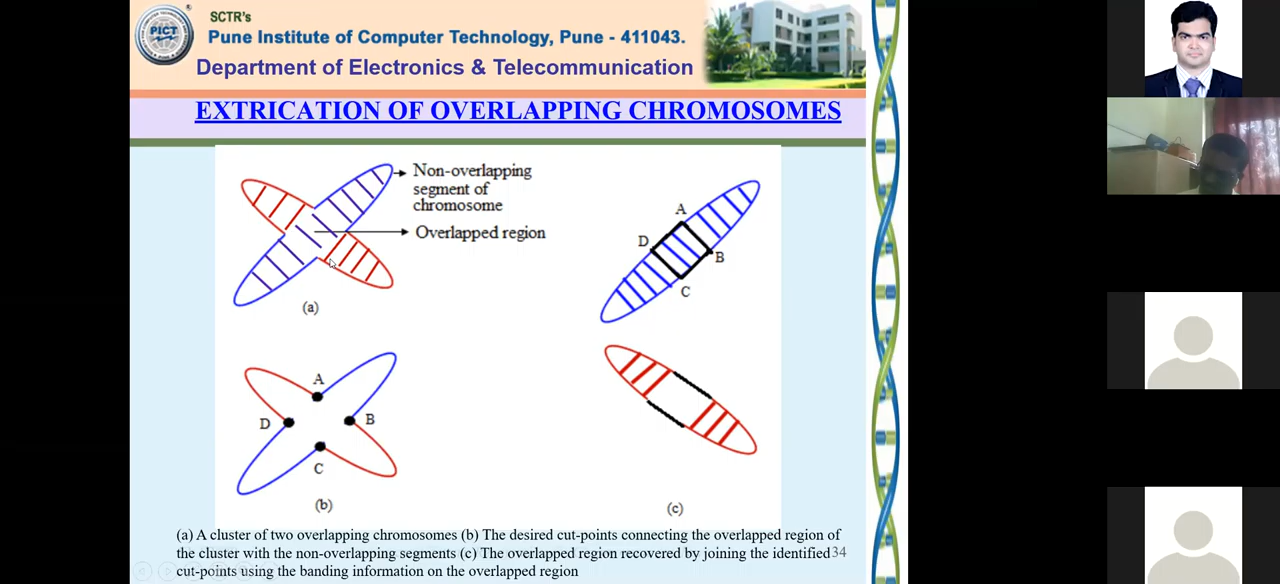 SCTR's
PICT
Pune Institute of Computer Technology, Pune - 411043.
Department of Electronics & Telecommunication
EXTRICATION OF OVERLAPPING CHROMOSOMES
Non-overlapping
segment of
chromosome
Overlapped region
(a)
A
D
B
C
A
D
B
C
(b)
(c)
(a) A cluster of two overlapping chromosomes (b) The desired cut-points connecting the overlapped region of
the cluster with the non-overlapping segments (c) The overlapped region recovered by joining the identified
cut-points using the banding information on the overlapped region
34